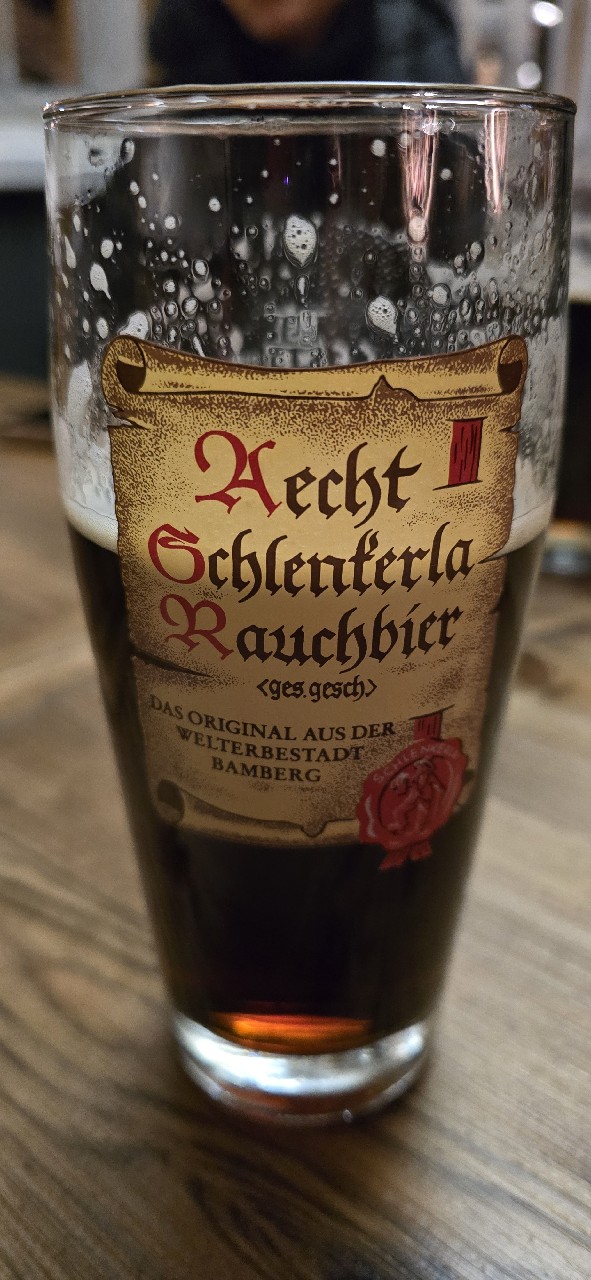 Aecht
Schlenkerla
Rauchbier
<ges.gesch>
DAS ORIGINAL AUS DER
WELTERBESTADT
BAMBERG